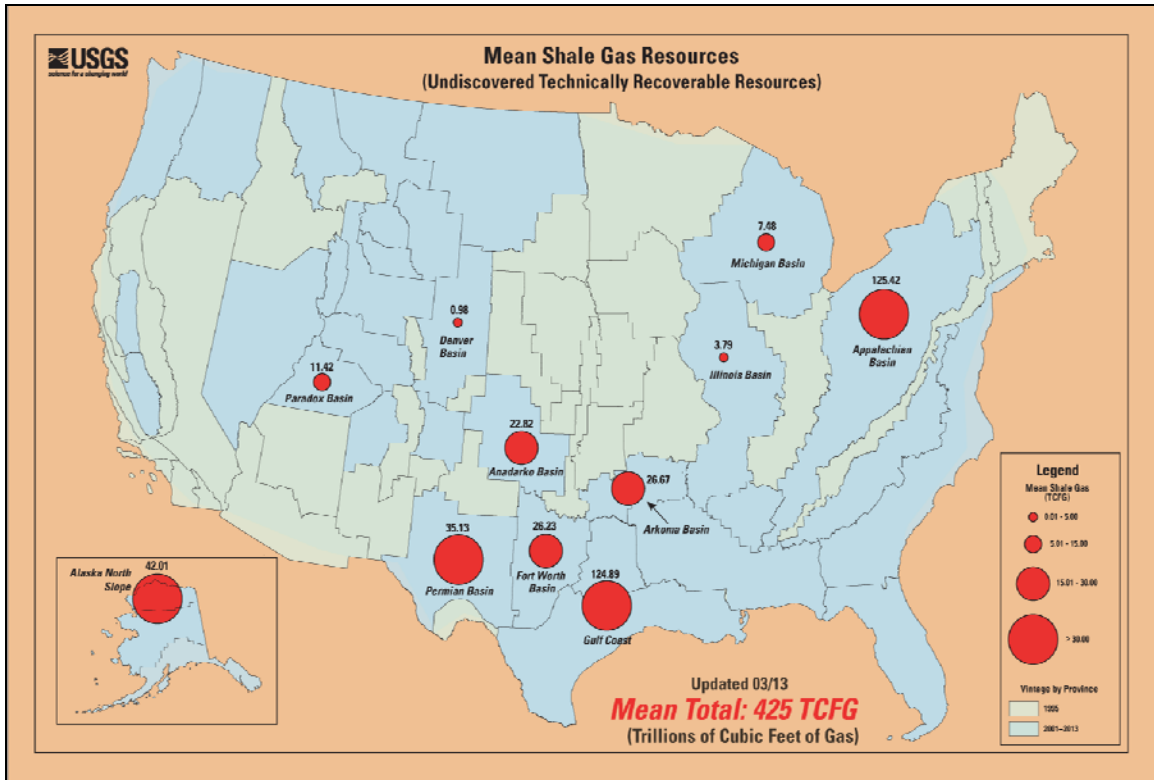 USGS
science for a changing world
Mean Shale Gas Resources
(Undiscovered Technically Recoverable Resources)
7.48
Michigan Basin
125.42
Appalachian
Basin
0.98
Denver
Basin
3.79
Illinois Basin
11.42
Paradox Basin
22.82
Anadarko Basin
26.67
Arkoma Basin
35.13
Permian Basin
26.23
Fort Worth
Basin
124.89
Gulf Coast
Alaska North
Slope
42.01
Legend
Mean Shale Gas
(TCFG)
0.01 - 5.00
5.01 - 15.00
15.01 - 30.00
> 30.00
Vintage by Province
1995
2001–2013
Updated 03/13
Mean Total: 425 TCFG
(Trillions of Cubic Feet of Gas)